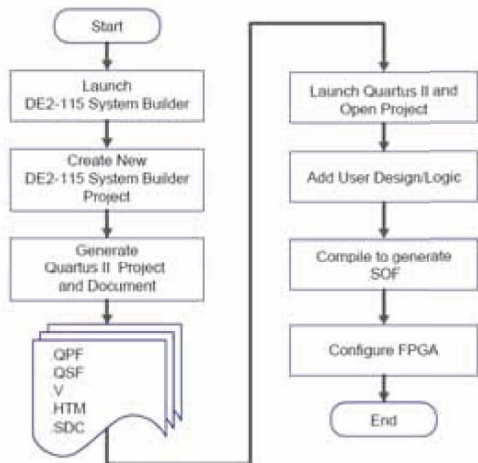 Start
Launch
DE2-115 System Builder
Create New
DE2-115 System Builder
Project
Generate
Quartus II Project
and Document
QPF
QSF
V
HTM
SDC
Launch Quartus II and
Open Project
Add User Design/Logic
Compile to generate
SOF
Configure FPGA
End